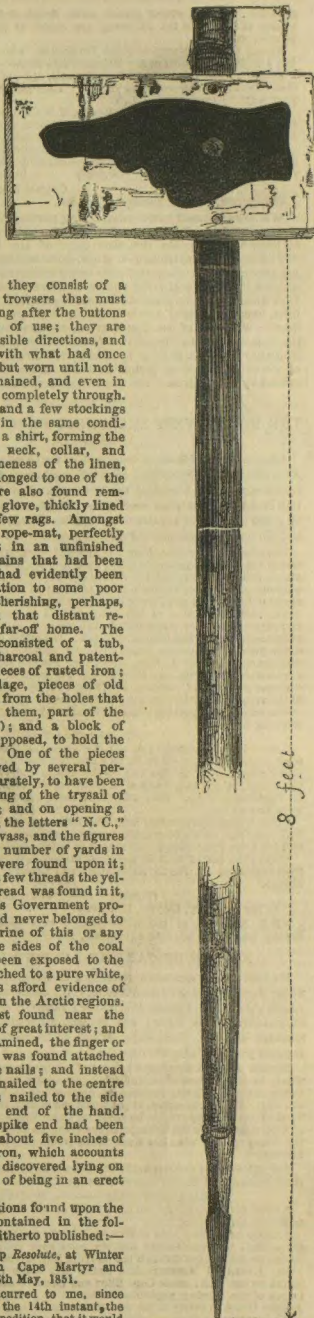 they consist of a
trowsers that must
ng after the buttons
of use; they are
sible directions, and
with what had once
but worn until not a
nained, and even in
completely through.
and a few stockings
in the same condi-
a shirt, forming the
neck, collar, and
neness of the linen,
longed to one of the
re also found rem-
glove, thickly lined
few rags. Amongst
rope-mat, perfectly
s in an unfinished
ains that had been
had evidently been
ation to some poor
herishing, perhaps,
that distant re-
far-off home. The
consisted of a tub,
harcoal and patent-
ieces of rusted iron;
lage, pieces of old
from the holes that
them, part of the
); and a block of
pposed, to hold the
One of the pieces
ved by several per-
urately, to have been
ng of the trysail of
; and on opening a
the letters "N. C.,"
vass, and the figures
number of yards in
were found upon it;
few threads the yel-
read was found in it,
s Government pro-
d never belonged to
rine of this or any
e sides of the coal
been exposed to the
ched to a pure white,
s afford evidence of
n the Arctic regions.
st found near the
of great interest; and
mined, the finger or
was found attached
e nails; and instead
nailed to the centre
s nailed to the side
end of the hand.
spike end had been
about five inches of
ron, which accounts
discovered lying on
of being in an erect
tions found upon the
ontained in the fol-
itherto published:—
p Resolute, at Winter
n Cape Martyr and
th May, 1851.
curred to me, since
the 14th instant, the
8 feet